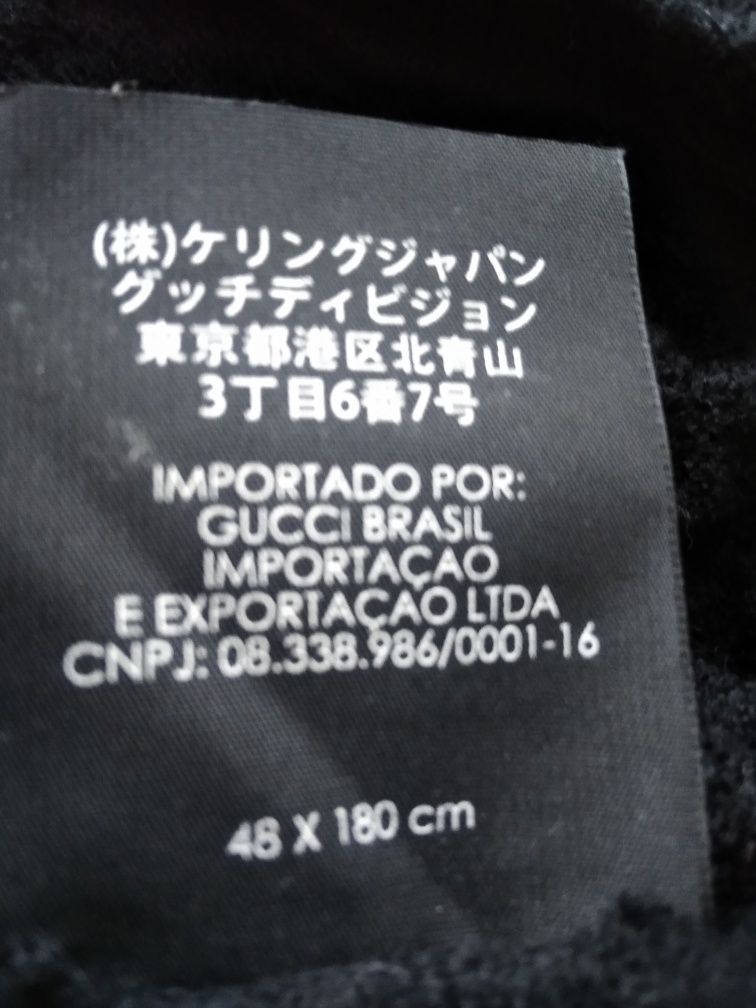 (株)ケリングジャパン
グッチディビジョン
東京都港区北青山
3丁目6番7号
IMPORTADO POR:
GUCCI BRASIL
IMPORTAÇAO
E EXPORTAÇAO LTDA
CNPJ: 08.338.986/0001-16
48 X 180 cm